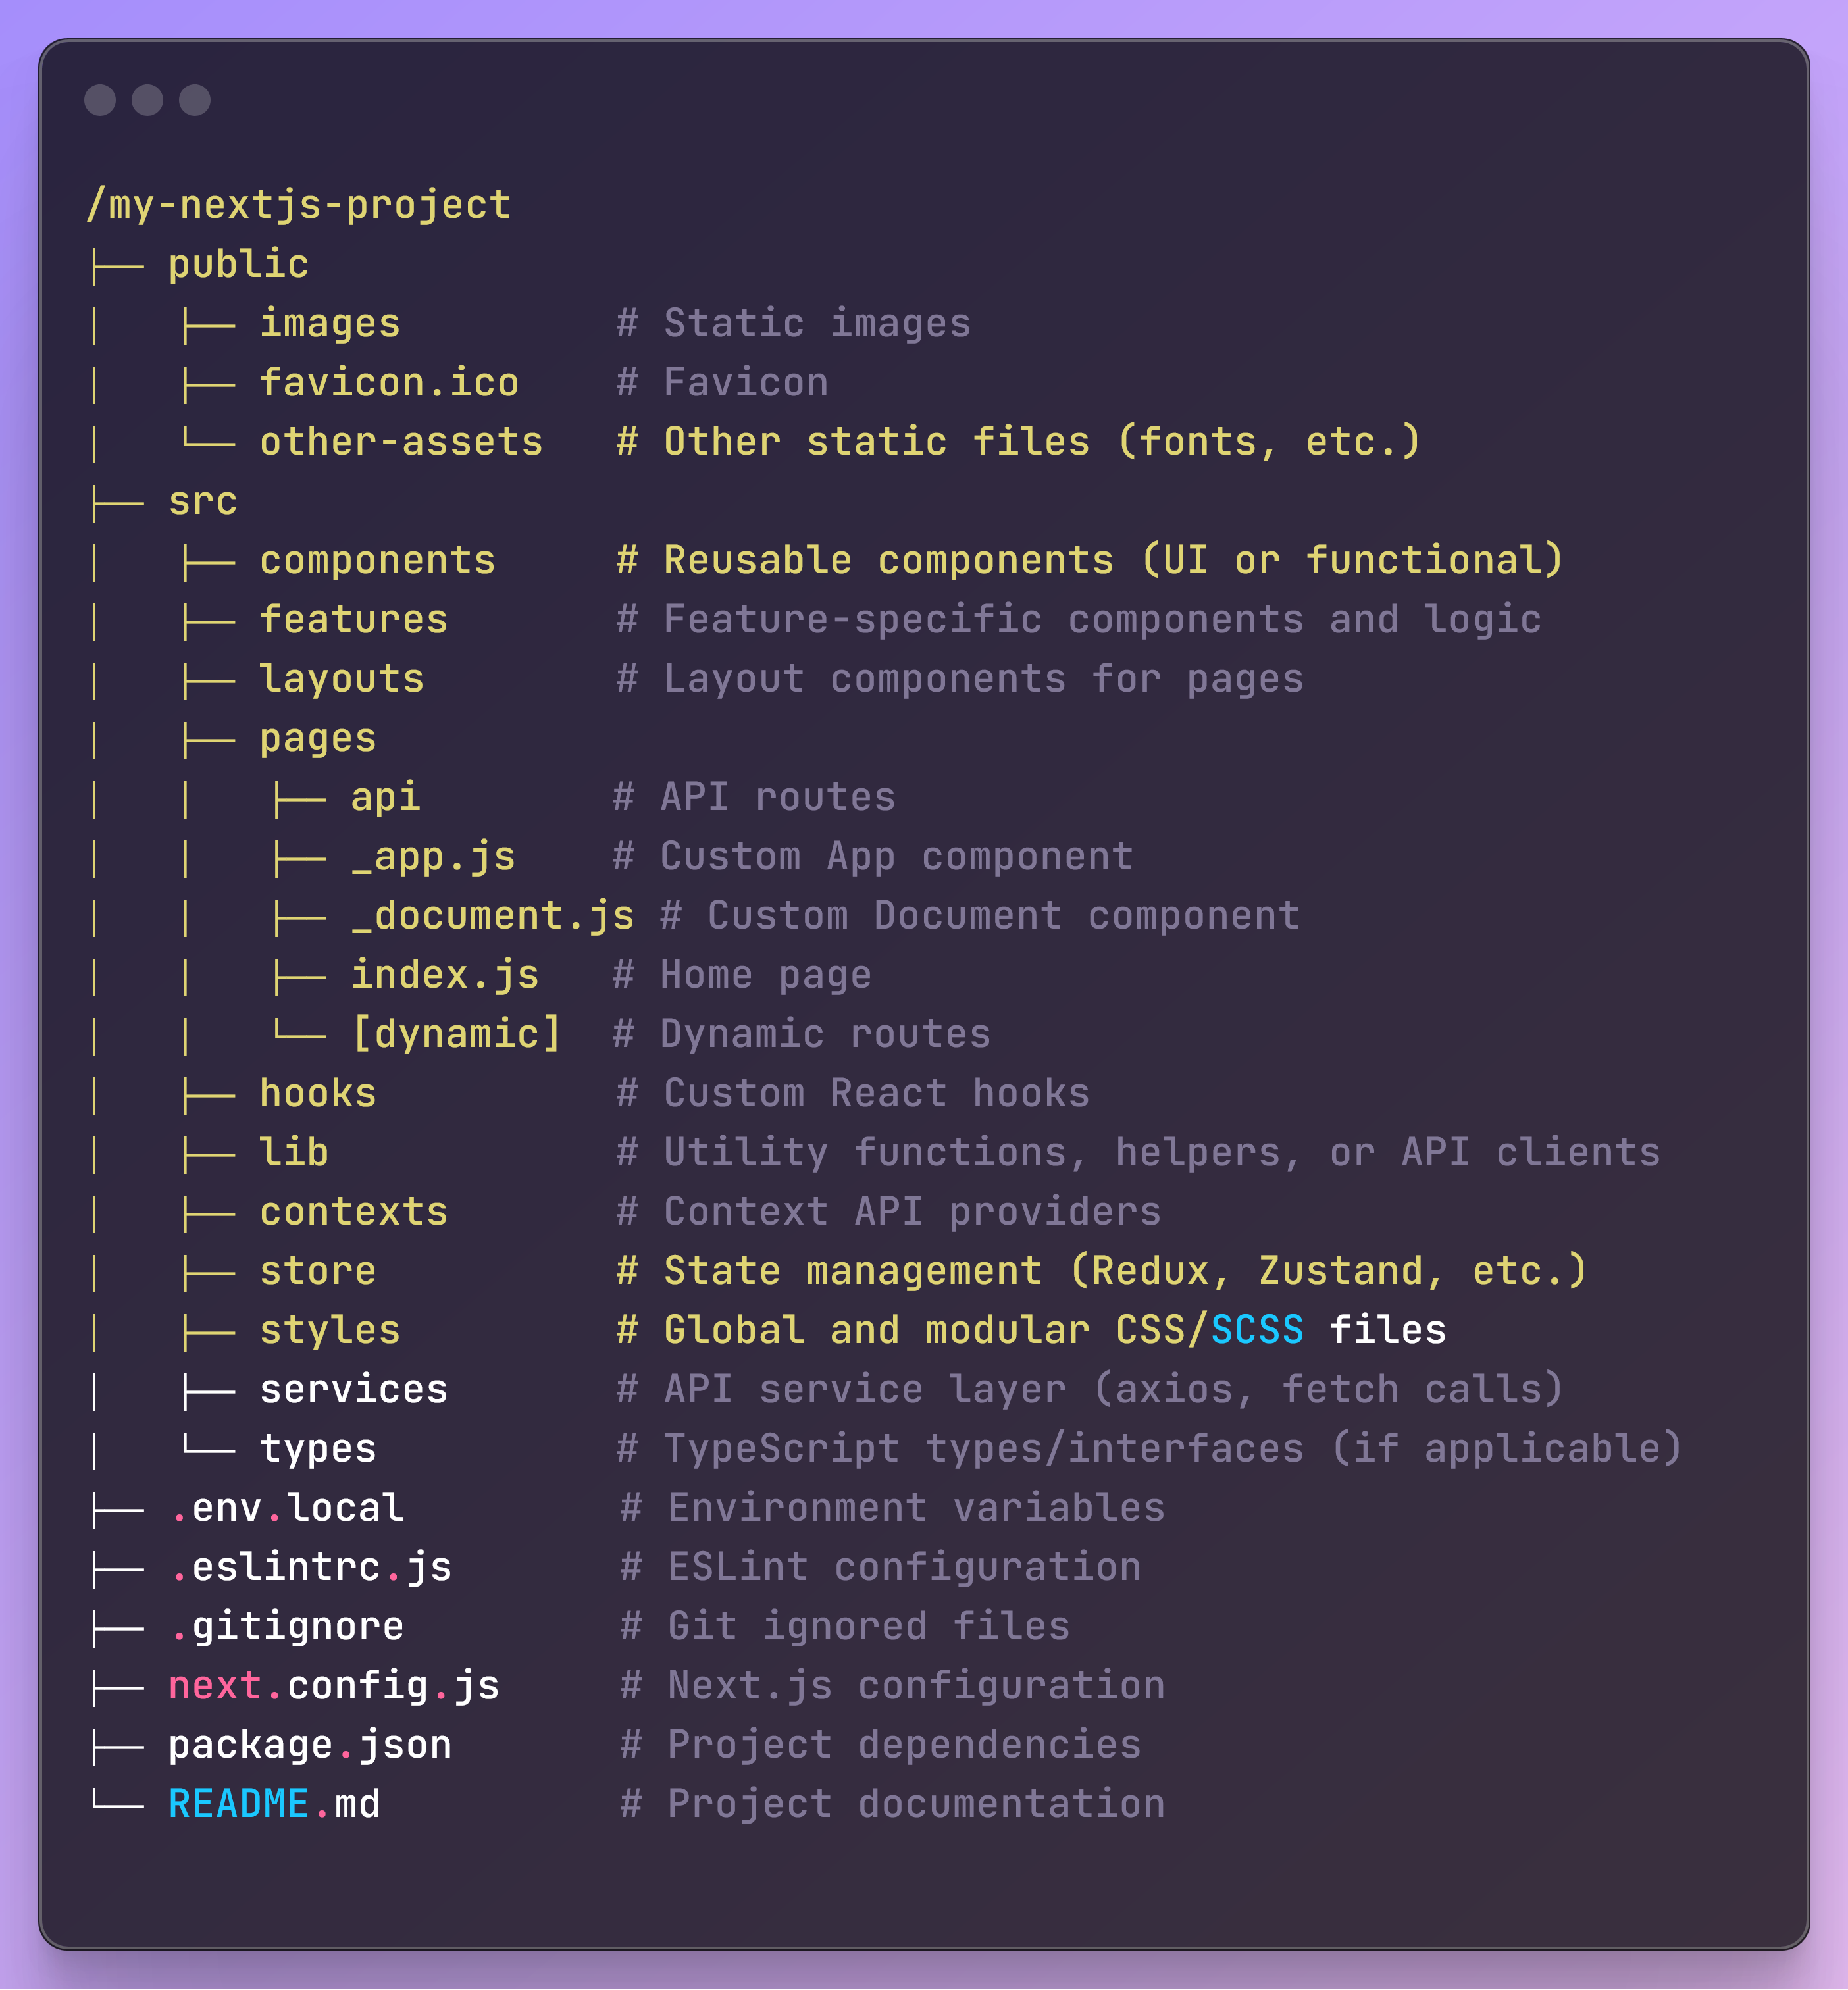 /my-nextjs-project
├── public
│   ├── images         # Static images
│   ├── favicon.ico    # Favicon
│   └── other-assets   # Other static files (fonts, etc.)
├── src
│   ├── components     # Reusable components (UI or functional)
│   ├── features       # Feature-specific components and logic
│   ├── layouts        # Layout components for pages
│   ├── pages
│   │   ├── api        # API routes
│   │   ├── _app.js    # Custom App component
│   │   ├── _document.js # Custom Document component
│   │   ├── index.js   # Home page
│   │   └── [dynamic]  # Dynamic routes
│   ├── hooks          # Custom React hooks
│   ├── lib            # Utility functions, helpers, or API clients
│   ├── contexts       # Context API providers
│   ├── store          # State management (Redux, Zustand, etc.)
│   ├── styles         # Global and modular CSS/SCSS files
│   ├── services       # API service layer (axios, fetch calls)
│   └── types          # TypeScript types/interfaces (if applicable)
├── .env.local         # Environment variables
├── .eslintrc.js       # ESLint configuration
├── .gitignore         # Git ignored files
├── next.config.js     # Next.js configuration
├── package.json       # Project dependencies
└── README.md          # Project documentation